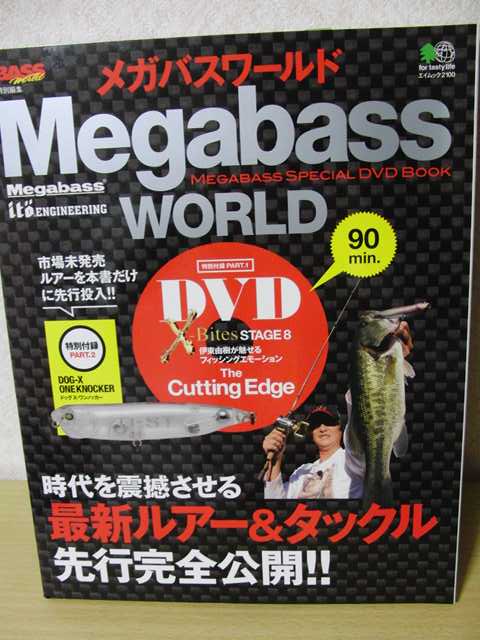 BASS
World
特別編集
for tasty life
エイムック2100
メガバスワールド
Megabass
MEGABASS SPECIAL DVD BOOK
Megabass®
itö.ENGINEERING
WORLD
市場未発売
ルアーを本書だけ
に先行投入!!
90
min.
特別付録 PART.1
DVD
X-Bites STAGE 8
伊東由樹が魅せる
フィッシングエモーション
The
Cutting Edge
特別付録
PART.2
DOG-X
ONE KNOCKER
ドッグX・ワンノッカー
時代を震撼させる
最新ルアー&タックル
先行完全公開!!